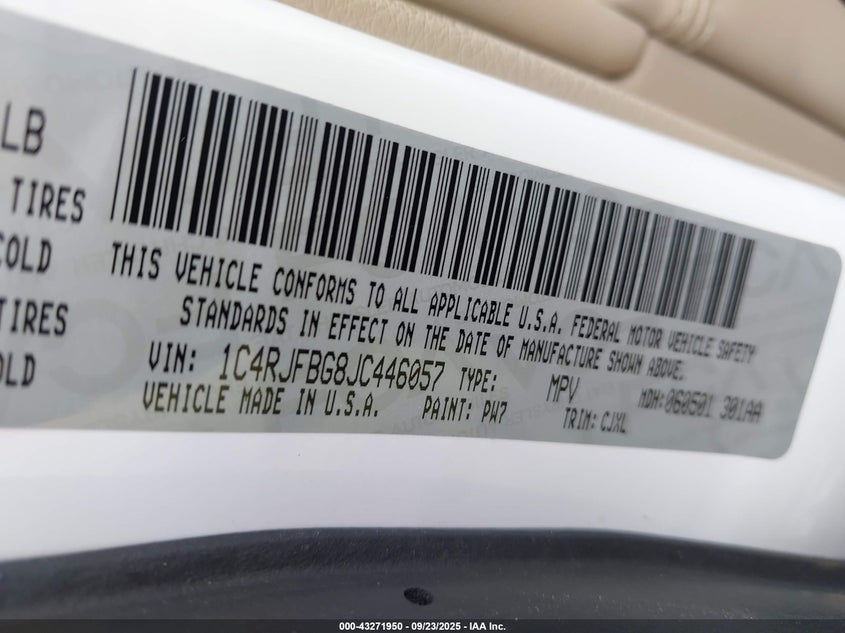 LB
TIRES
COLD
TIRES
OLD
THIS VEHICLE CONFORMS TO ALL APPLICABLE U.S.A. FEDERAL MOTOR VEHICLE SAFETY
STANDARDS IN EFFECT ON THE DATE OF MANUFACTURE SHOWN ABOVE.
VIN: 1C4RJFBG8JC446057 TYPE: MPV MDH:060501 301AA
VEHICLE MADE IN U.S.A. PAINT: PW7 TRIM: CJXL
000-43271950 - 09/23/2025 - IAA Inc.